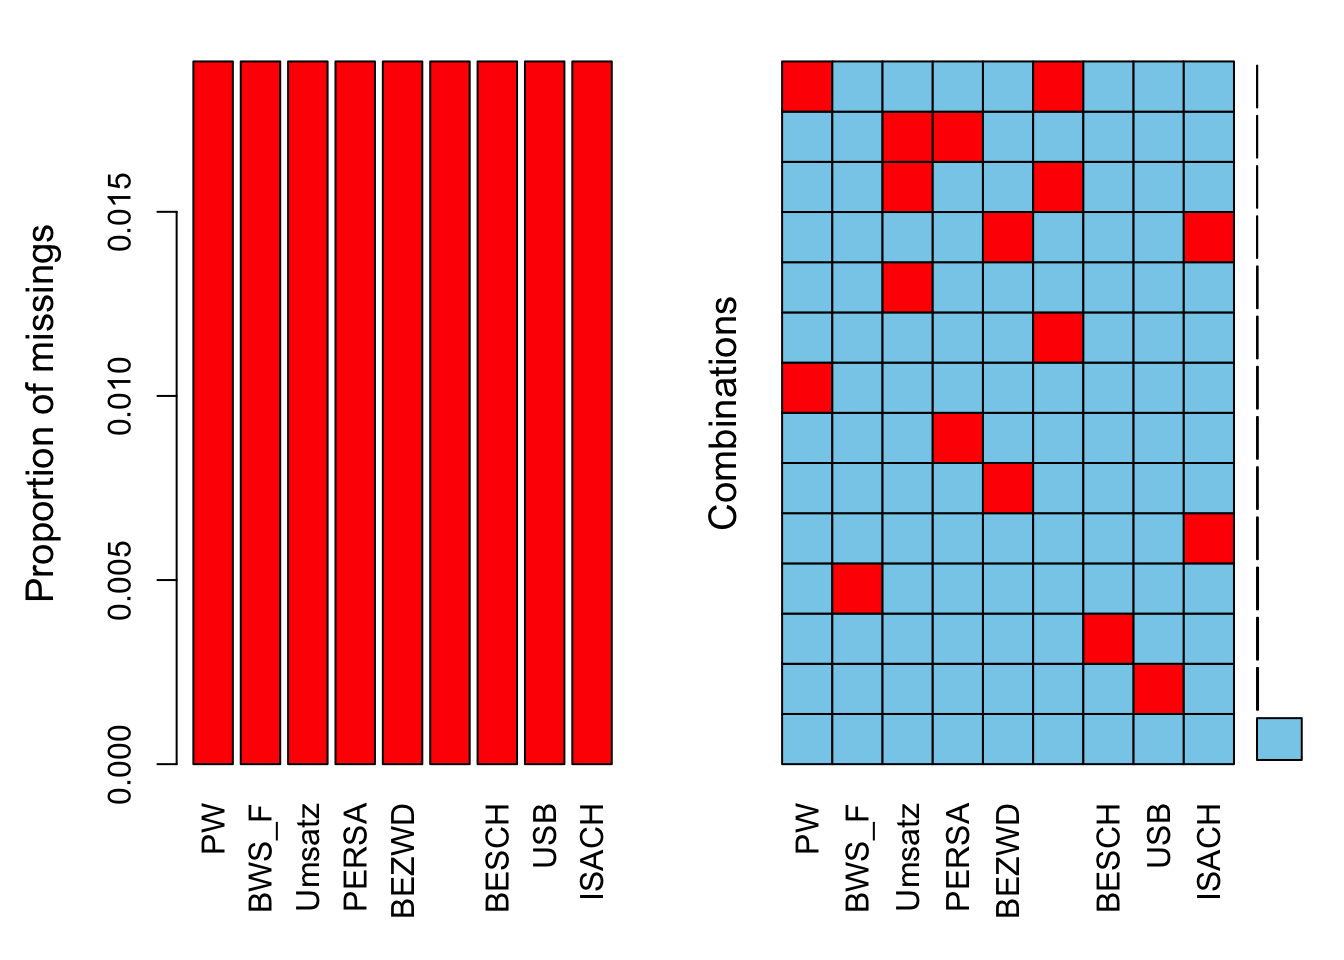 Proportion of missings
0.015
0.010
0.005
0.000
PW
BWS_F
Umsatz
PERSA
BEZWD
BESCH
USB
ISACH
Combinations
PW
BWS_F
Umsatz
PERSA
BEZWD
BESCH
USB
ISACH